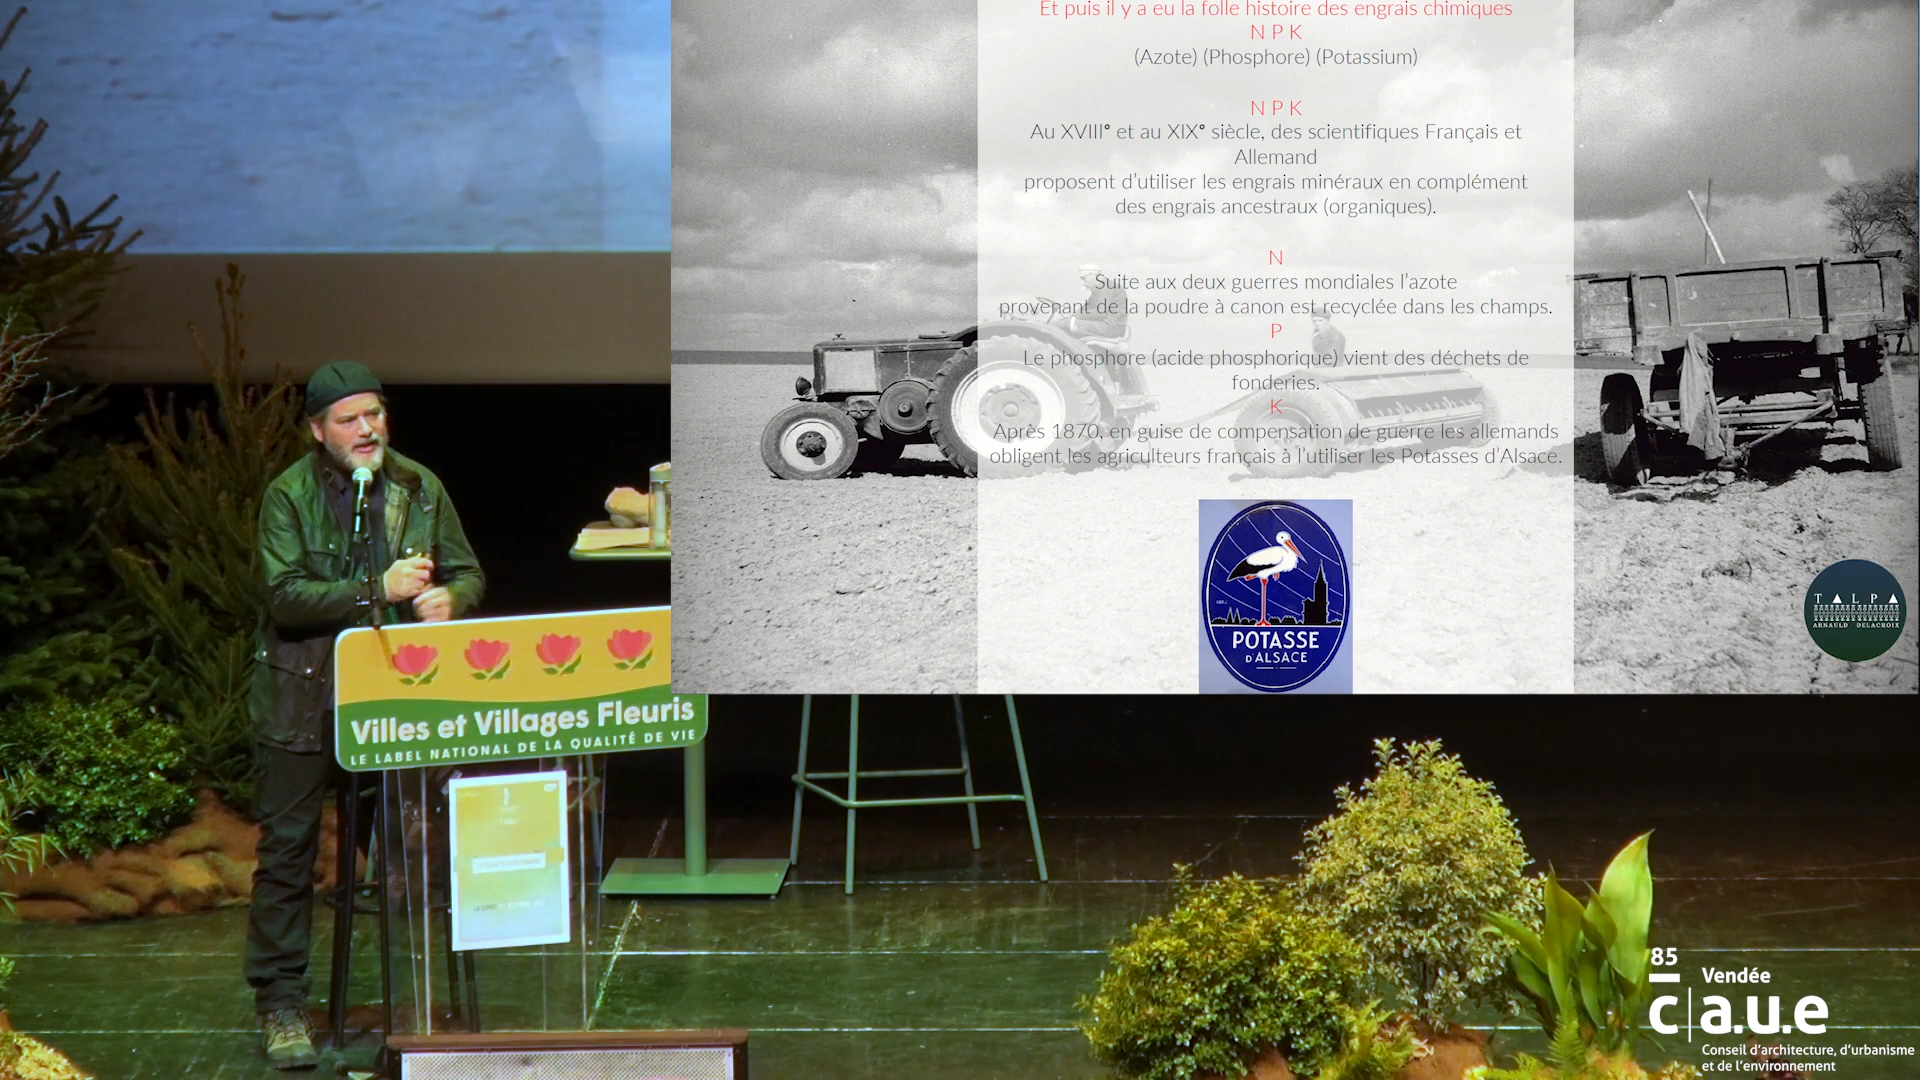 Et puis il y a eu la folle histoire des engrais chimiques
N P K
(Azote) (Phosphore) (Potassium)
N P K
Au XVIII° et au XIX° siècle, des scientifiques Français et
Allemand
proposent d'utiliser les engrais minéraux en complément
des engrais ancestraux (organiques).
N
Suite aux deux guerres mondiales l'azote
provenant de la poudre à canon est recyclée dans les champs.
P
Le phosphore (acide phosphorique) vient des déchets de
fonderies.
K
Après 1870, en guise de compensation de guerre les allemands
obligent les agriculteurs français à l'utiliser les Potasses d'Alsace.
POTASSE
D'ALSACE
TALPA
ARNAULD DELACROIX
Villes et Villages Fleuris
LE LABEL NATIONAL DE LA QUALITÉ DE VIE
85
Vendée
c|a.u.e
Conseil d'architecture, d'urbanisme
et de l'environnement